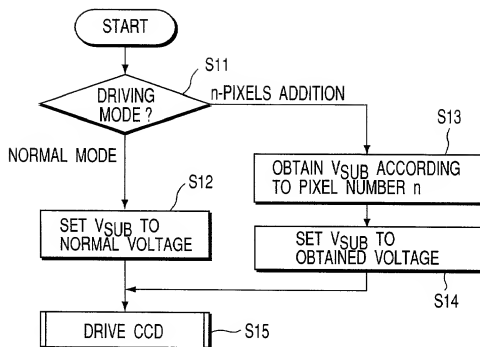 START
S11
DRIVING
MODE?
n-PIXELS ADDITION
NORMAL MODE
S13
OBTAIN VSUB ACCORDING
TO PIXEL NUMBER n
S12
SET VSUB TO
NORMAL VOLTAGE
SET VSUB TO
OBTAINED VOLTAGE
S14
DRIVE CCD
S15